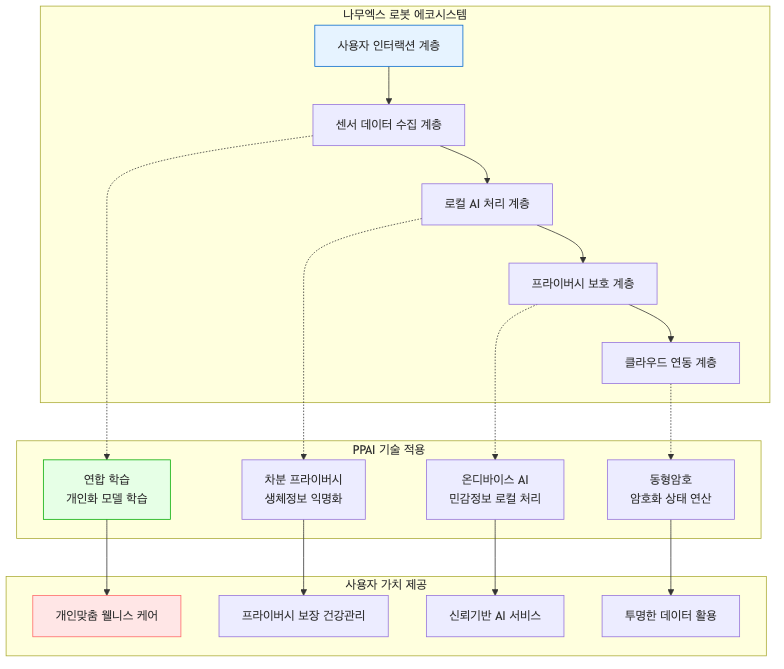 나무엑스 로봇 에코시스템
사용자 인터랙션 계층
센서 데이터 수집 계층
로컬 AI 처리 계층
프라이버시 보호 계층
클라우드 연동 계층
PPAI 기술 적용
연합 학습
개인화 모델 학습
차분 프라이버시
생체정보 익명화
온디바이스 AI
민감정보 로컬 처리
동형암호
암호화 상태 연산
사용자 가치 제공
개인맞춤 웰니스 케어
프라이버시 보장 건강관리
신뢰기반 AI 서비스
투명한 데이터 활용